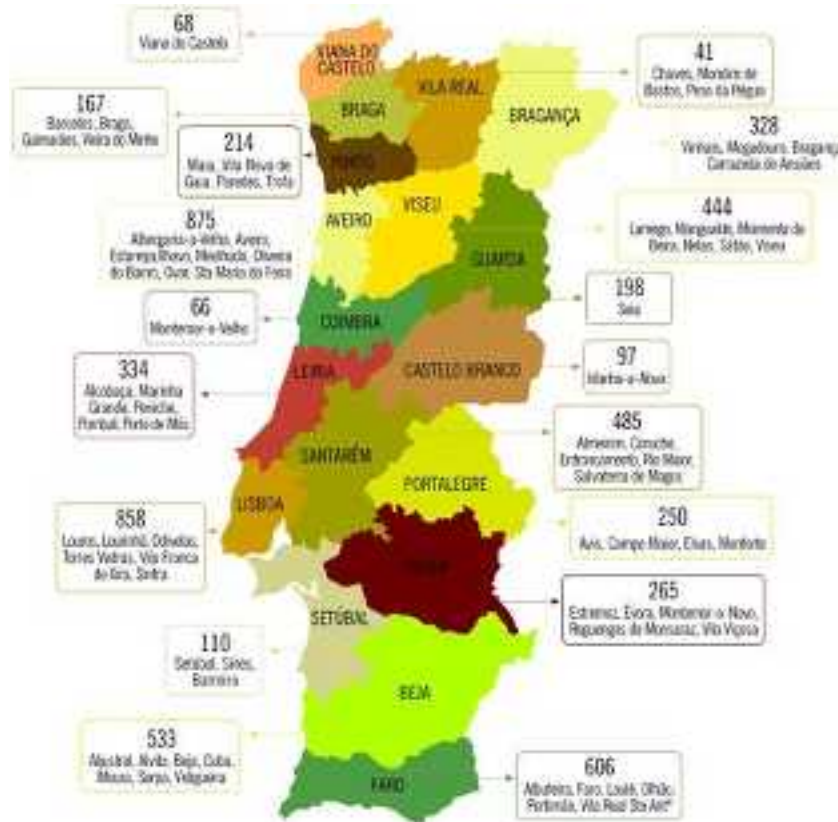 68
Viana do Castelo
VIANA DO
CASTELO
VILA REAL
41
Chaves, Mondim de
Bastos, Peso da Régua
167
Barcelos, Braga,
Guimarães, Vieira do Minho
BRAGA
BRAGANÇA
214
Maia, Vila Nova de
Gaia, Paredes, Trofa
PORTO
328
Vinhais, Mogadouro, Bragança
Carrazeda de Ansiães
875
Albergaria-a-Velha, Aveiro,
Estarreja, Ílhavo, Mealhada, Oliveira
do Bairro, Ovar, Sta Maria da Feira
AVEIRO
VISEU
444
Lamego, Mangualde, Moimenta da
Beira, Nelas, Sátão, Viseu
GUARDA
66
Montemor-o-Velho
COIMBRA
198
Seia
334
Alcobaça, Marinha
Grande, Peniche,
Pombal, Porto de Mós
LEIRIA
CASTELO BRANCO
97
Idanha-a-Nova
485
Almeirim, Coruche,
Entroncamento, Rio Maior,
Salvaterra de Magos
SANTARÉM
PORTALEGRE
LISBOA
858
Loures, Lourinhã, Odivelas,
Torres Vedras, Vila Franca
de Xira, Sintra
250
Avis, Campo Maior, Elvas, Monforte
265
Estremoz, Évora, Montemor-o-Novo,
Reguengos de Monsaraz, Vila Viçosa
SETÚBAL
110
Setúbal, Sines,
Barreiro
BEJA
533
Aljustrel, Alvito, Beja, Cuba,
Moura, Serpa, Vidigueira
FARO
606
Albufeira, Faro, Loulé, Olhão,
Portimão, Vila Real Sto Antº